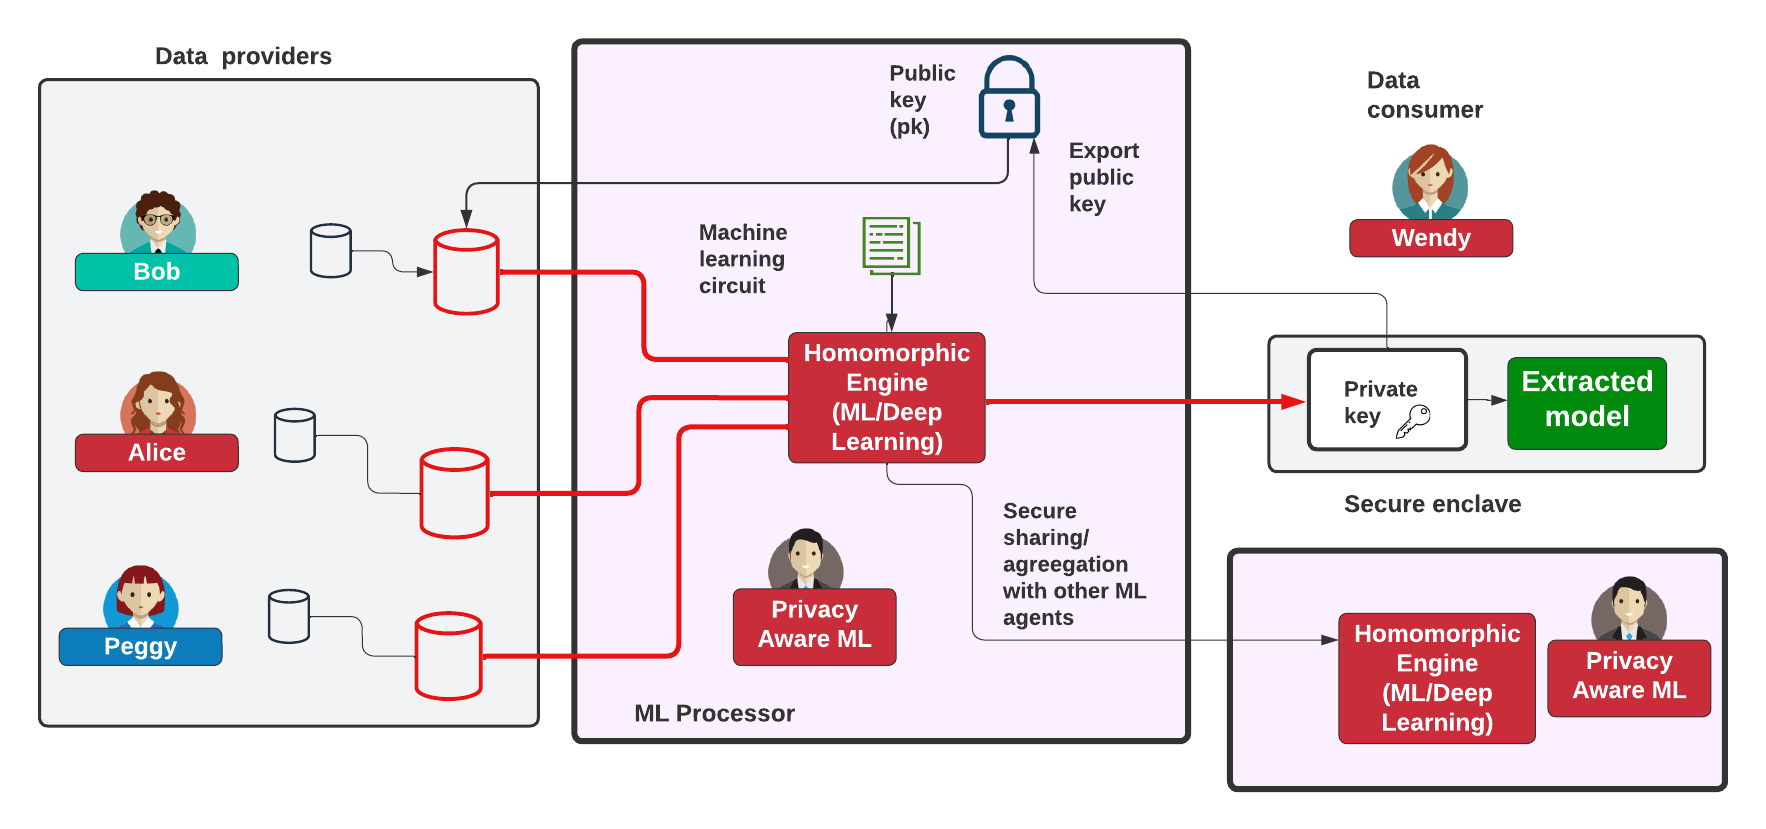 Data providers
Bob
Alice
Peggy
Public
key
(pk)
Export
public
key
Machine
learning
circuit
Homomorphic
Engine
(ML/Deep
Learning)
Secure
sharing/
agreegation
with other ML
agents
Privacy
Aware ML
ML Processor
Data
consumer
Wendy
Private
key
Extracted
model
Secure enclave
Homomorphic
Engine
(ML/Deep
Learning)
Privacy
Aware ML